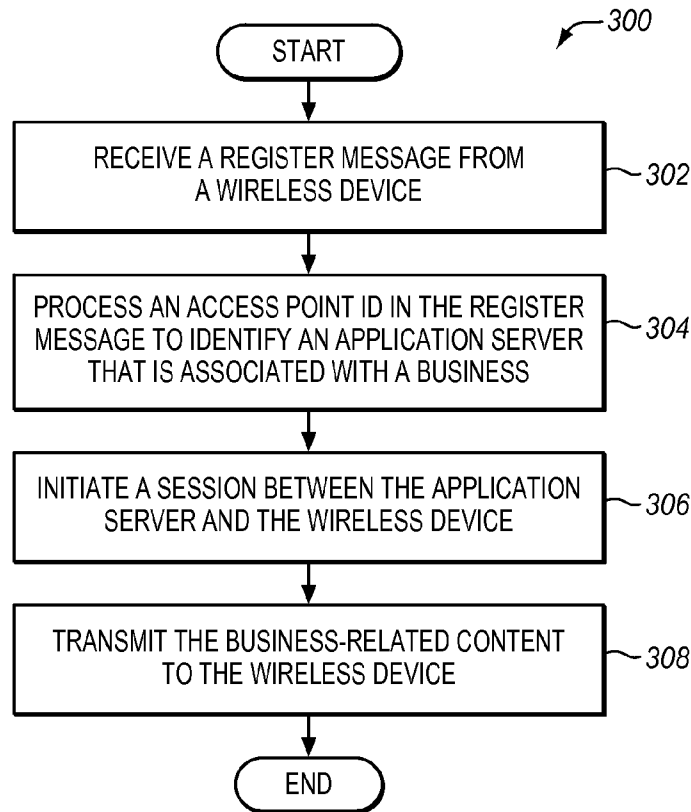 300
START
RECEIVE A REGISTER MESSAGE FROM
A WIRELESS DEVICE
302
PROCESS AN ACCESS POINT ID IN THE REGISTER
MESSAGE TO IDENTIFY AN APPLICATION SERVER
THAT IS ASSOCIATED WITH A BUSINESS
304
INITIATE A SESSION BETWEEN THE APPLICATION
SERVER AND THE WIRELESS DEVICE
306
TRANSMIT THE BUSINESS-RELATED CONTENT
TO THE WIRELESS DEVICE
308
END